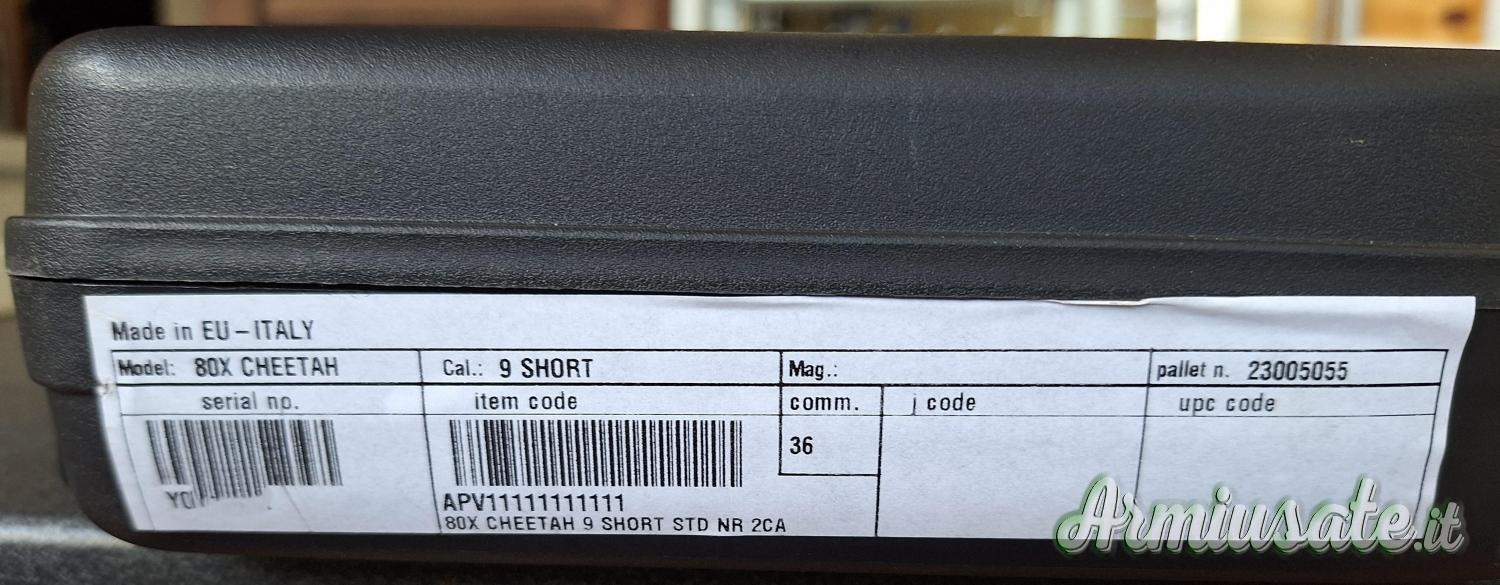 Made in EU – ITALY
Model: 80X CHEETAH Cal.: 9 SHORT Mag.: pallet n. 23005055
serial no. item code comm. j code upc code
36
YO
APV11111111111
80X CHEETAH 9 SHORT STD NR 2CA
Armiusate.it